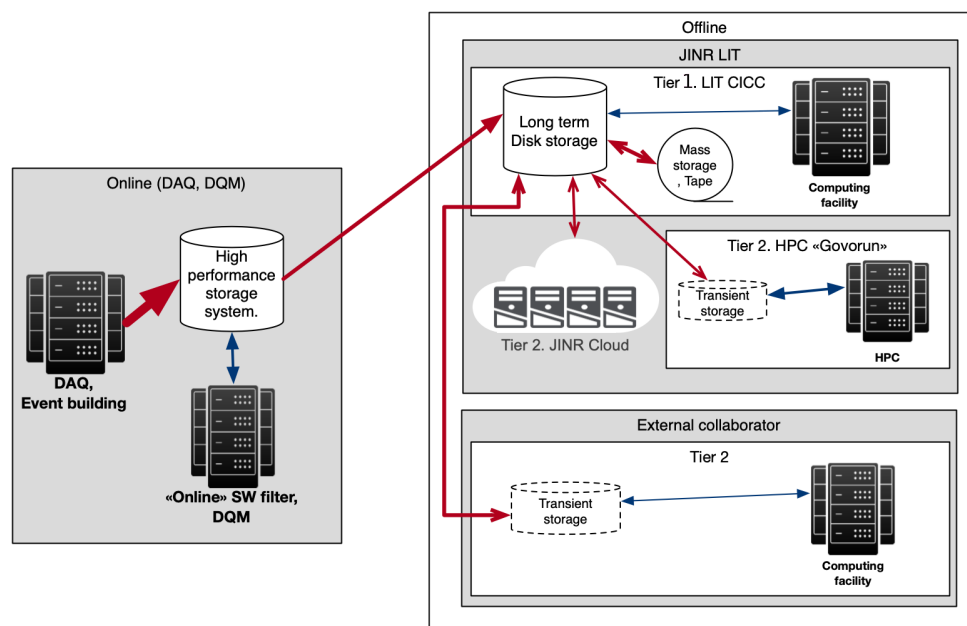 Offline
JINR LIT
Tier 1. LIT CICC
Long term
Disk storage
Mass
storage
, Tape
Computing
facility
Online (DAQ, DQM)
High
performance
storage
system.
DAQ,
Event building
«Online» SW filter,
DQM
Tier 2. HPC «Govorun»
Transient
storage
HPC
Tier 2. JINR Cloud
External collaborator
Tier 2
Transient
storage
Computing
facility